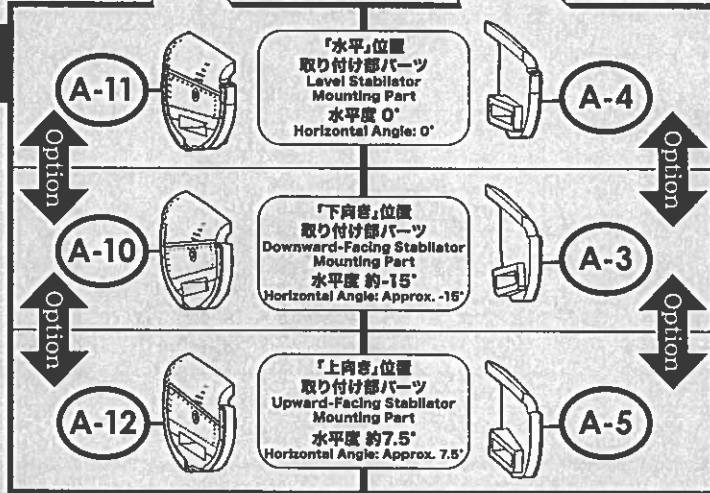 A-11
「水平」位置
取り付け部パーツ
Level Stabilator
Mounting Part
水平度 0°
Horizontal Angle: 0°
A-4
Option
Option
A-10
「下向き」位置
取り付け部パーツ
Downward-Facing Stabilator
Mounting Part
水平度 約-15°
Horizontal Angle: Approx. -15°
A-3
Option
Option
A-12
「上向き」位置
取り付け部パーツ
Upward-Facing Stabilator
Mounting Part
水平度 約7.5°
Horizontal Angle: Approx. 7.5°
A-5